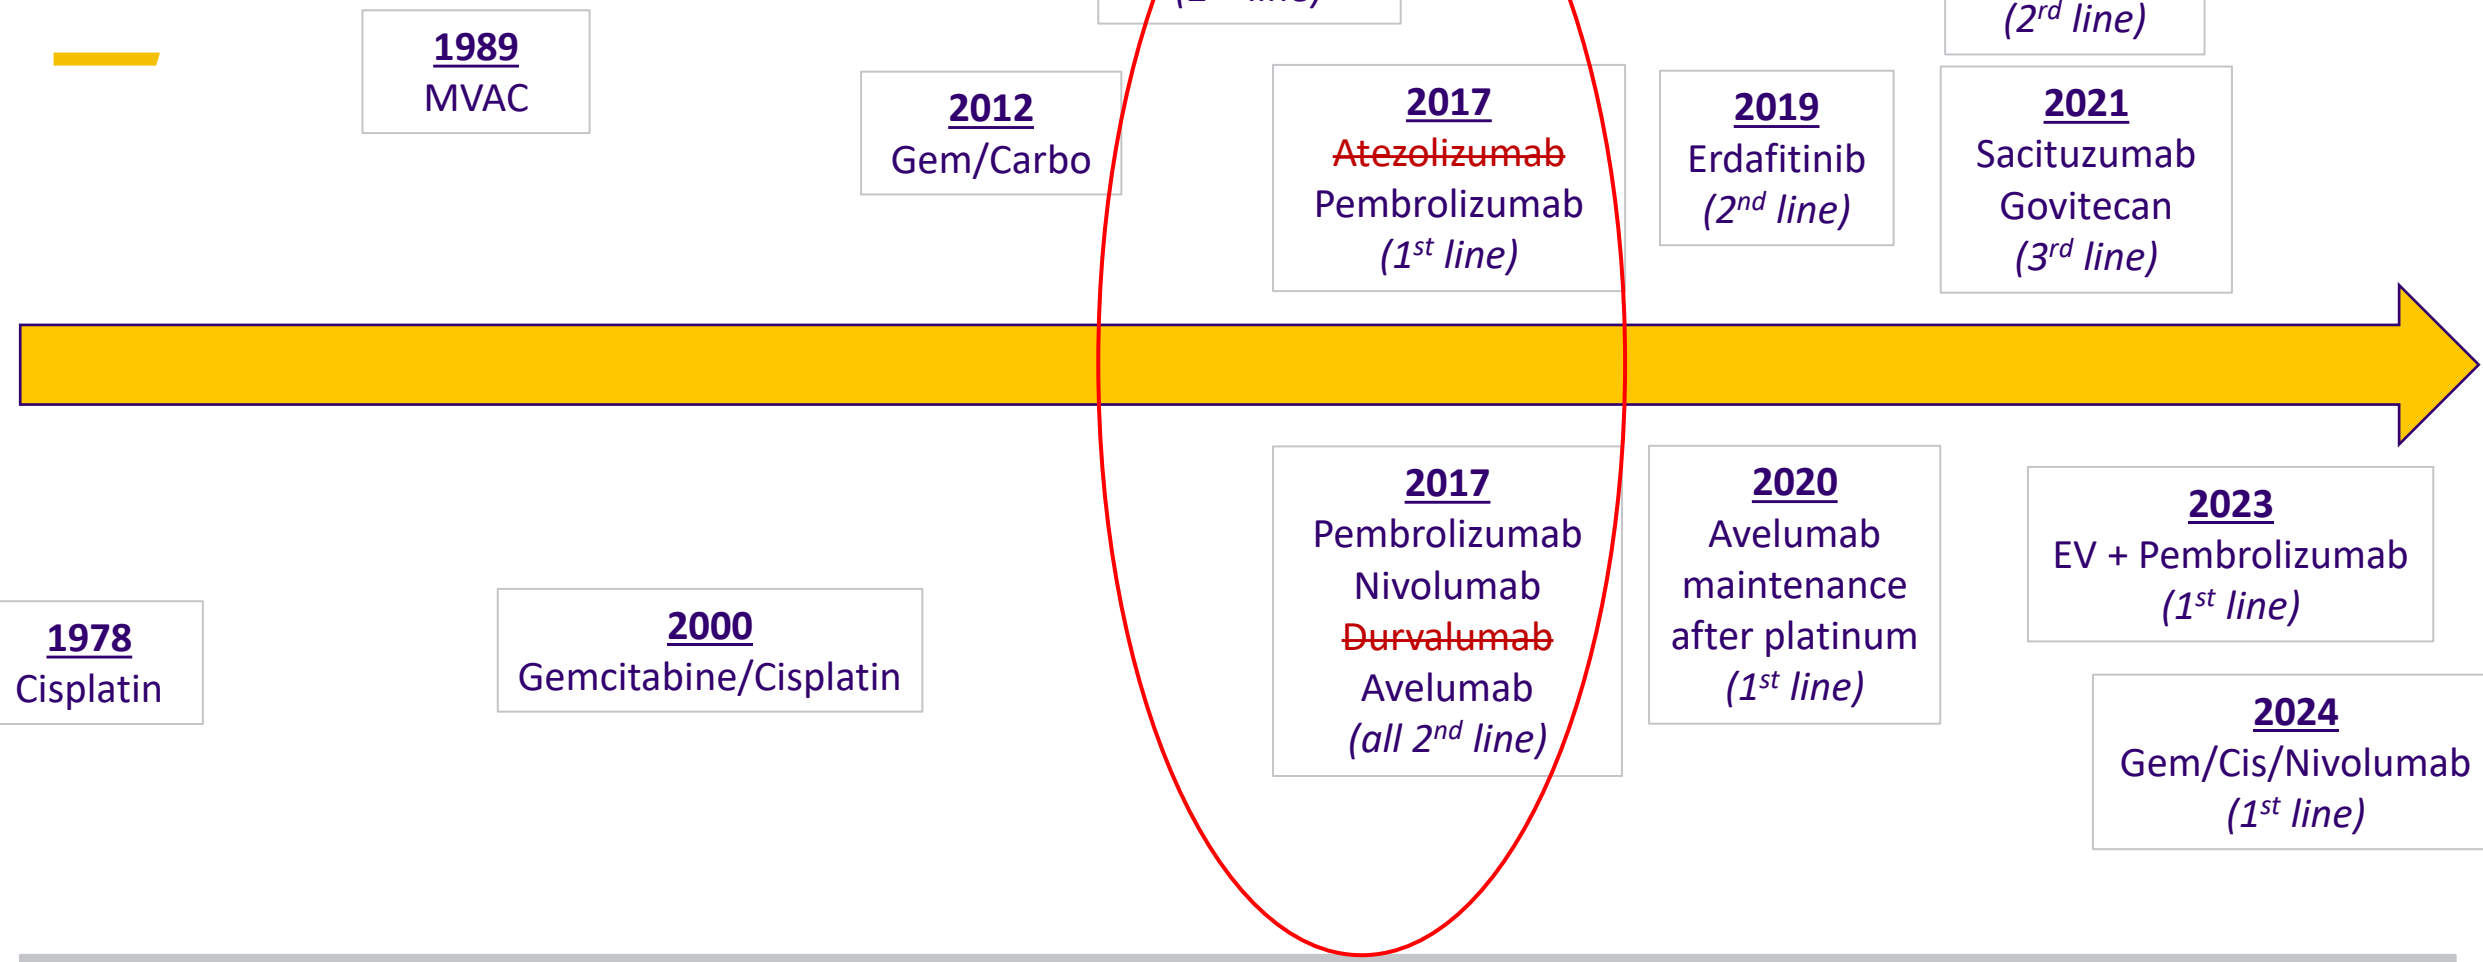 line)
(2rd line)
1989
MVAC
2012
Gem/Carbo
2017
Atezolizumab
Pembrolizumab
(1st line)
2019
Erdafitinib
(2nd line)
2021
Sacituzumab
Govitecan
(3rd line)
2017
Pembrolizumab
Nivolumab
Durvalumab
Avelumab
(all 2nd line)
2020
Avelumab
maintenance
after platinum
(1st line)
2023
EV + Pembrolizumab
(1st line)
1978
Cisplatin
2000
Gemcitabine/Cisplatin
2024
Gem/Cis/Nivolumab
(1st line)